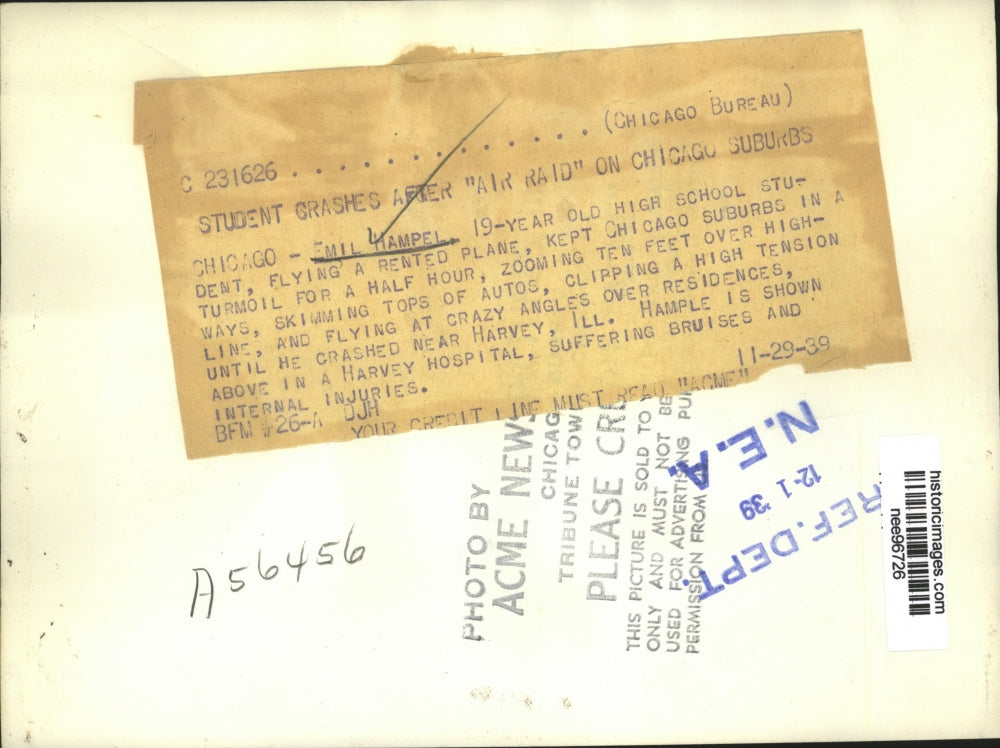 C 231626 . . . . . . . . . . . . . (CHICAGO BUREAU)
STUDENT CRASHES AFTER "AIR RAID" ON CHICAGO SUBURBS
CHICAGO - EMIL HAMPEL, 19-YEAR OLD HIGH SCHOOL STU-
DENT, FLYING A RENTED PLANE, KEPT CHICAGO SUBURBS IN A
TURMOIL FOR A HALF HOUR, ZOOMING TEN FEET OVER HIGH-
WAYS, SKIMMING TOPS OF AUTOS, CLIPPING A HIGH TENSION
LINE, AND FLYING AT CRAZY ANGLES OVER RESIDENCES,
UNTIL HE CRASHED NEAR HARVEY, ILL. HAMPLE IS SHOWN
ABOVE IN A HARVEY HOSPITAL, SUFFERING BRUISES AND
INTERNAL INJURIES.
BFM #26-A DJH 11-29-39
YOUR CREDIT LINE MUST READ "ACME"
A56456
PHOTO BY
ACME NEWS
CHICAG
TRIBUNE TOW
PLEASE CRE
THIS PICTURE IS SOLD TO
ONLY AND MUST NOT BE
USED FOR ADVERTISING PU
PERMISSION FROM
N.E.A.
12-1 '39
REF. DEPT.
historicimages.com
nee96726